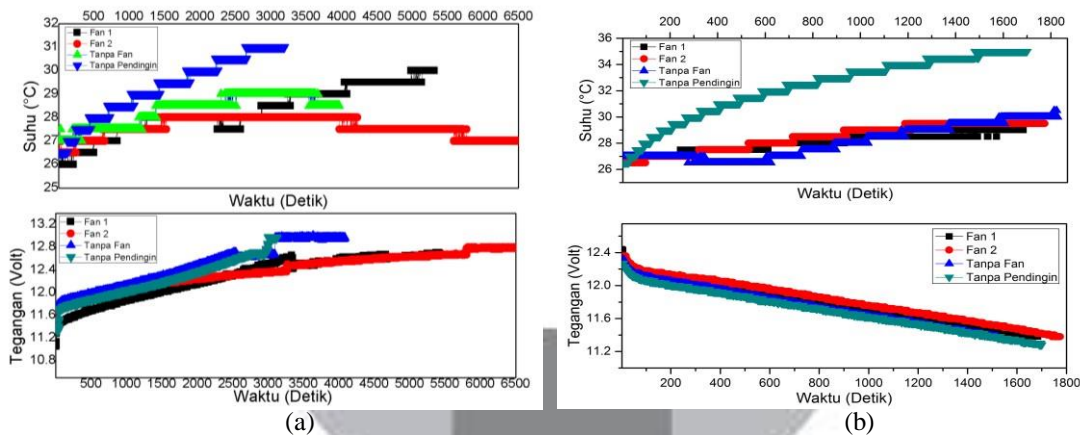 500 1000 1500 2000 2500 3000 3500 4000 4500 5000 5500 6000 6500
Suhu (°C)
32
31
30
29
28
27
26
25
Fan 1
Fan 2
Tanpa Fan
Tanpa Pendingin
Waktu (Detik)
Tegangan (Volt)
13.2
12.8
12.4
12.0
11.6
11.2
10.8
Fan 1
Fan 2
Tanpa Fan
Tanpa Pendingin
500 1000 1500 2000 2500 3000 3500 4000 4500 5000 5500 6000 6500
Waktu (Detik)
(a)
200 400 600 800 1000 1200 1400 1600 1800
Suhu (°C)
36
34
32
30
28
26
Fan 1
Fan 2
Tanpa Fan
Tanpa Pendingin
Waktu (Detik)
Tegangan (Volt)
12.4
12.0
11.6
11.2
Fan 1
Fan 2
Tanpa Fan
Tanpa Pendingin
200 400 600 800 1000 1200 1400 1600 1800
Waktu (Detik)
(b)